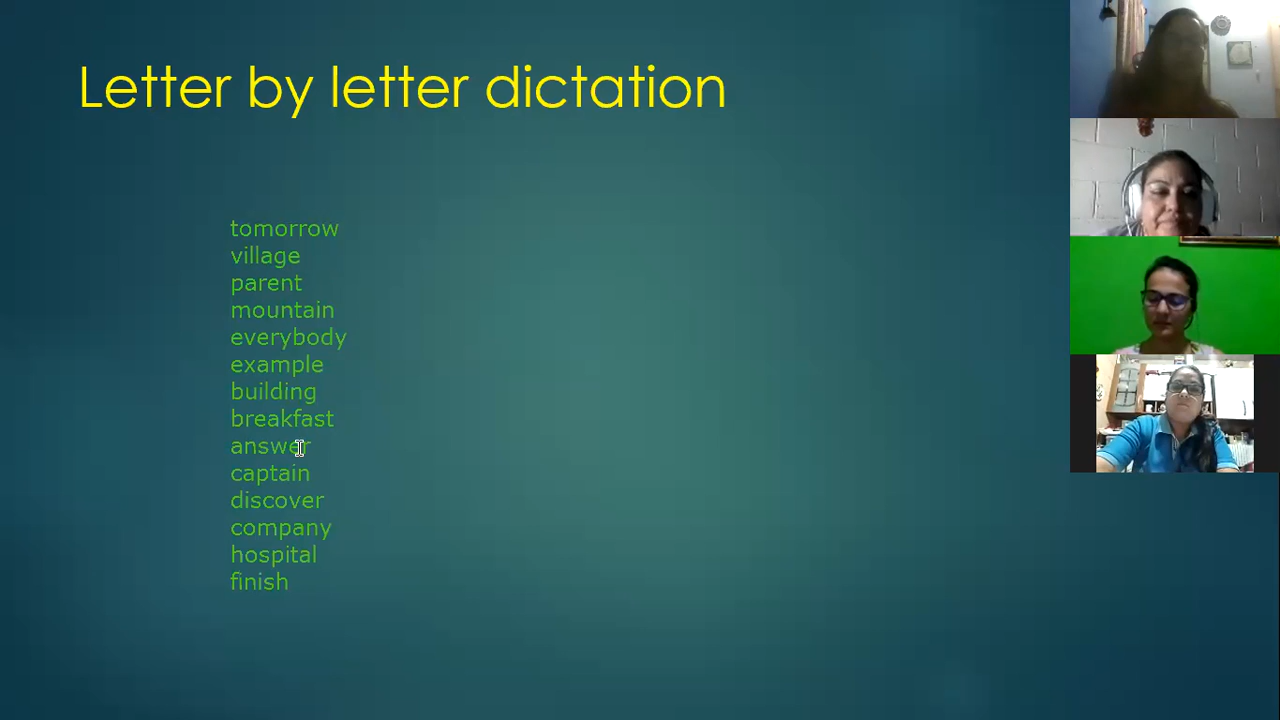 Letter by letter dictation
tomorrow
village
parent
mountain
everybody
example
building
breakfast
answer
captain
discover
company
hospital
finish